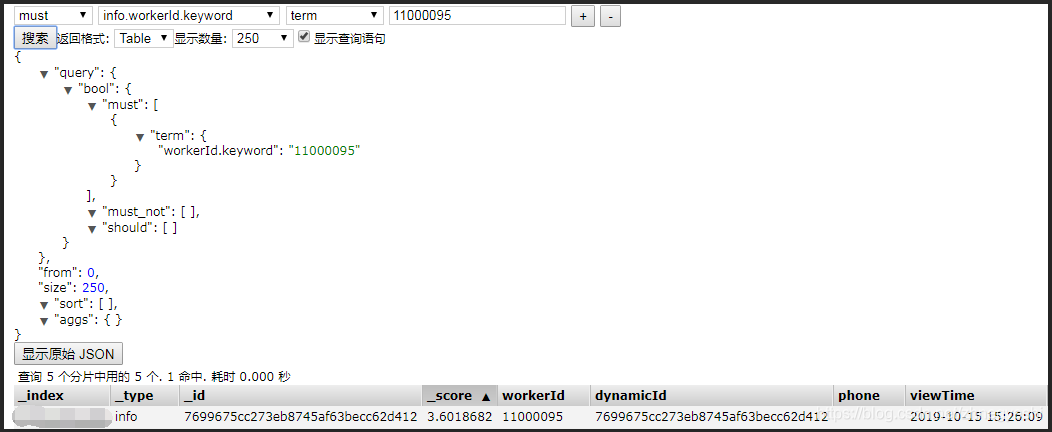 must info.workerId.keyword term 11000095 + -
搜索 返回格式: Table 显示数量: 250 显示查询语句
{
▼ "query": {
▼ "bool": {
▼ "must": [
{
▼ "term": {
"workerId.keyword": "11000095"
}
}
],
▼ "must_not": [ ],
▼ "should": [ ]
}
},
"from": 0,
"size": 250,
▼ "sort": [ ],
▼ "aggs": { }
}
显示原始 JSON
查询 5 个分片中用的 5 个. 1 命中. 耗时 0.000 秒
_index _type _id _score ▲ workerId dynamicId phone viewTime
info 7699675cc273eb8745af63becc62d412 3.6018682 11000095 7699675cc273eb8745af63becc62d412 2019-10-15 15:26:09